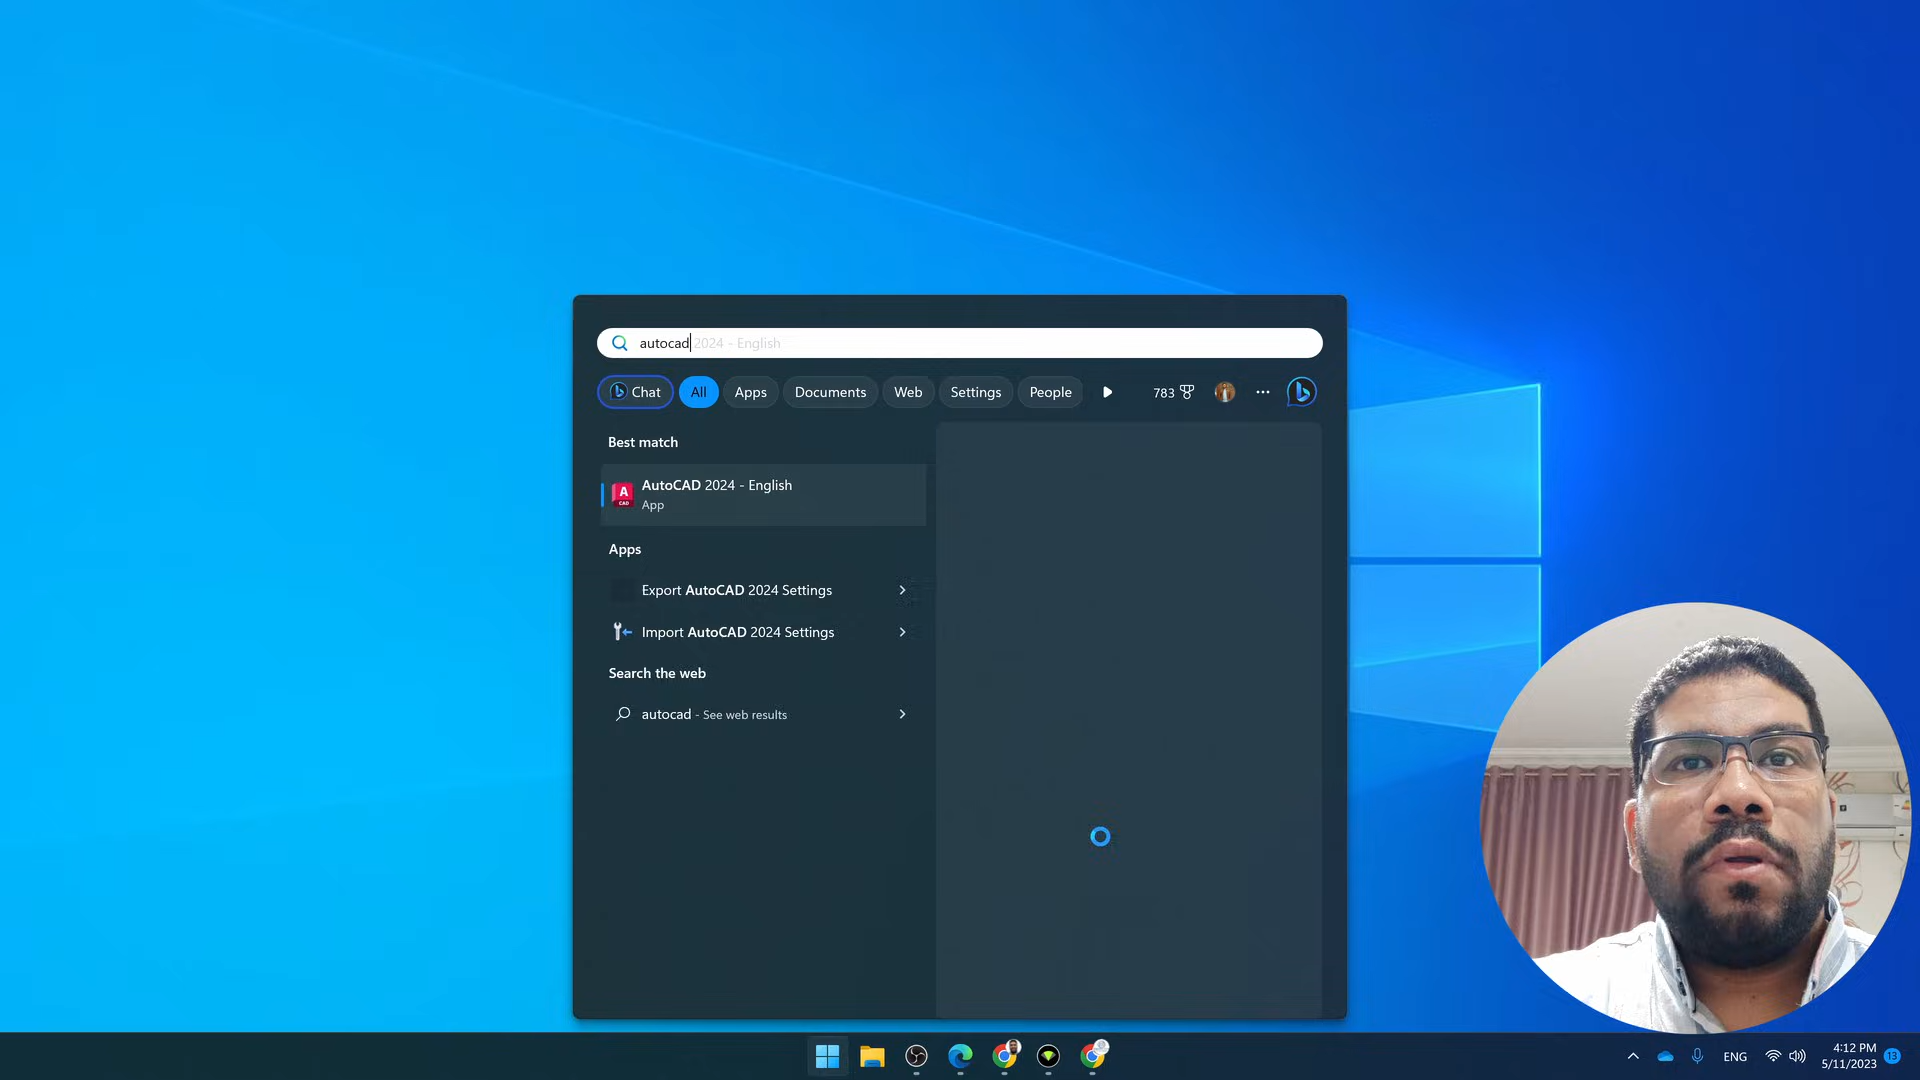 autocad 2024 - English
Chat
All
Apps
Documents
Web
Settings
People
783
Best match
AutoCAD 2024 - English
App
Apps
Export AutoCAD 2024 Settings
Import AutoCAD 2024 Settings
Search the web
autocad - See web results
A
CAD
ENG
4:12 PM
5/11/2023
13